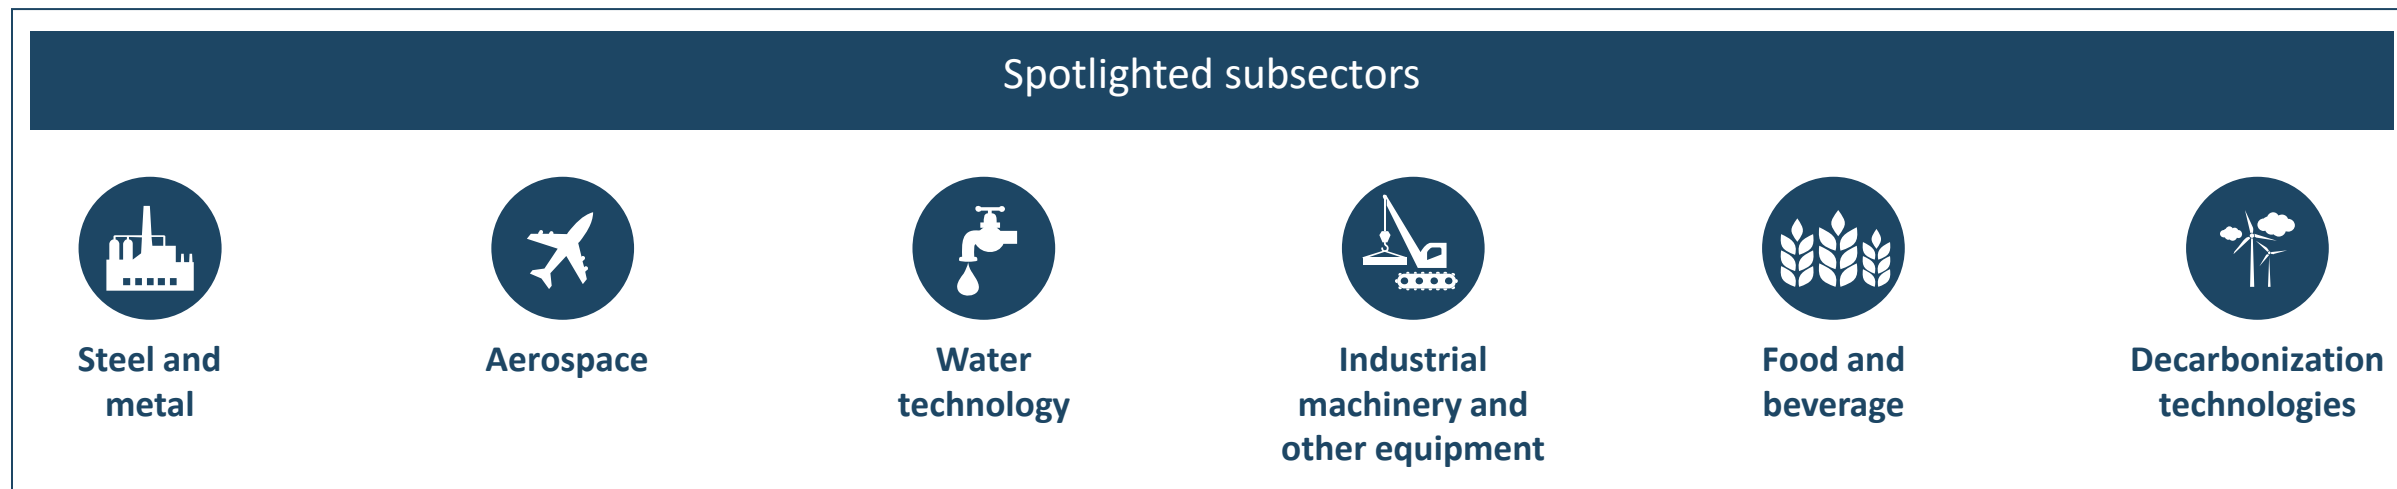 Spotlighted subsectors
Steel and
metal
Aerospace
Water
technology
Industrial
machinery and
other equipment
Food and
beverage
Decarbonization
technologies